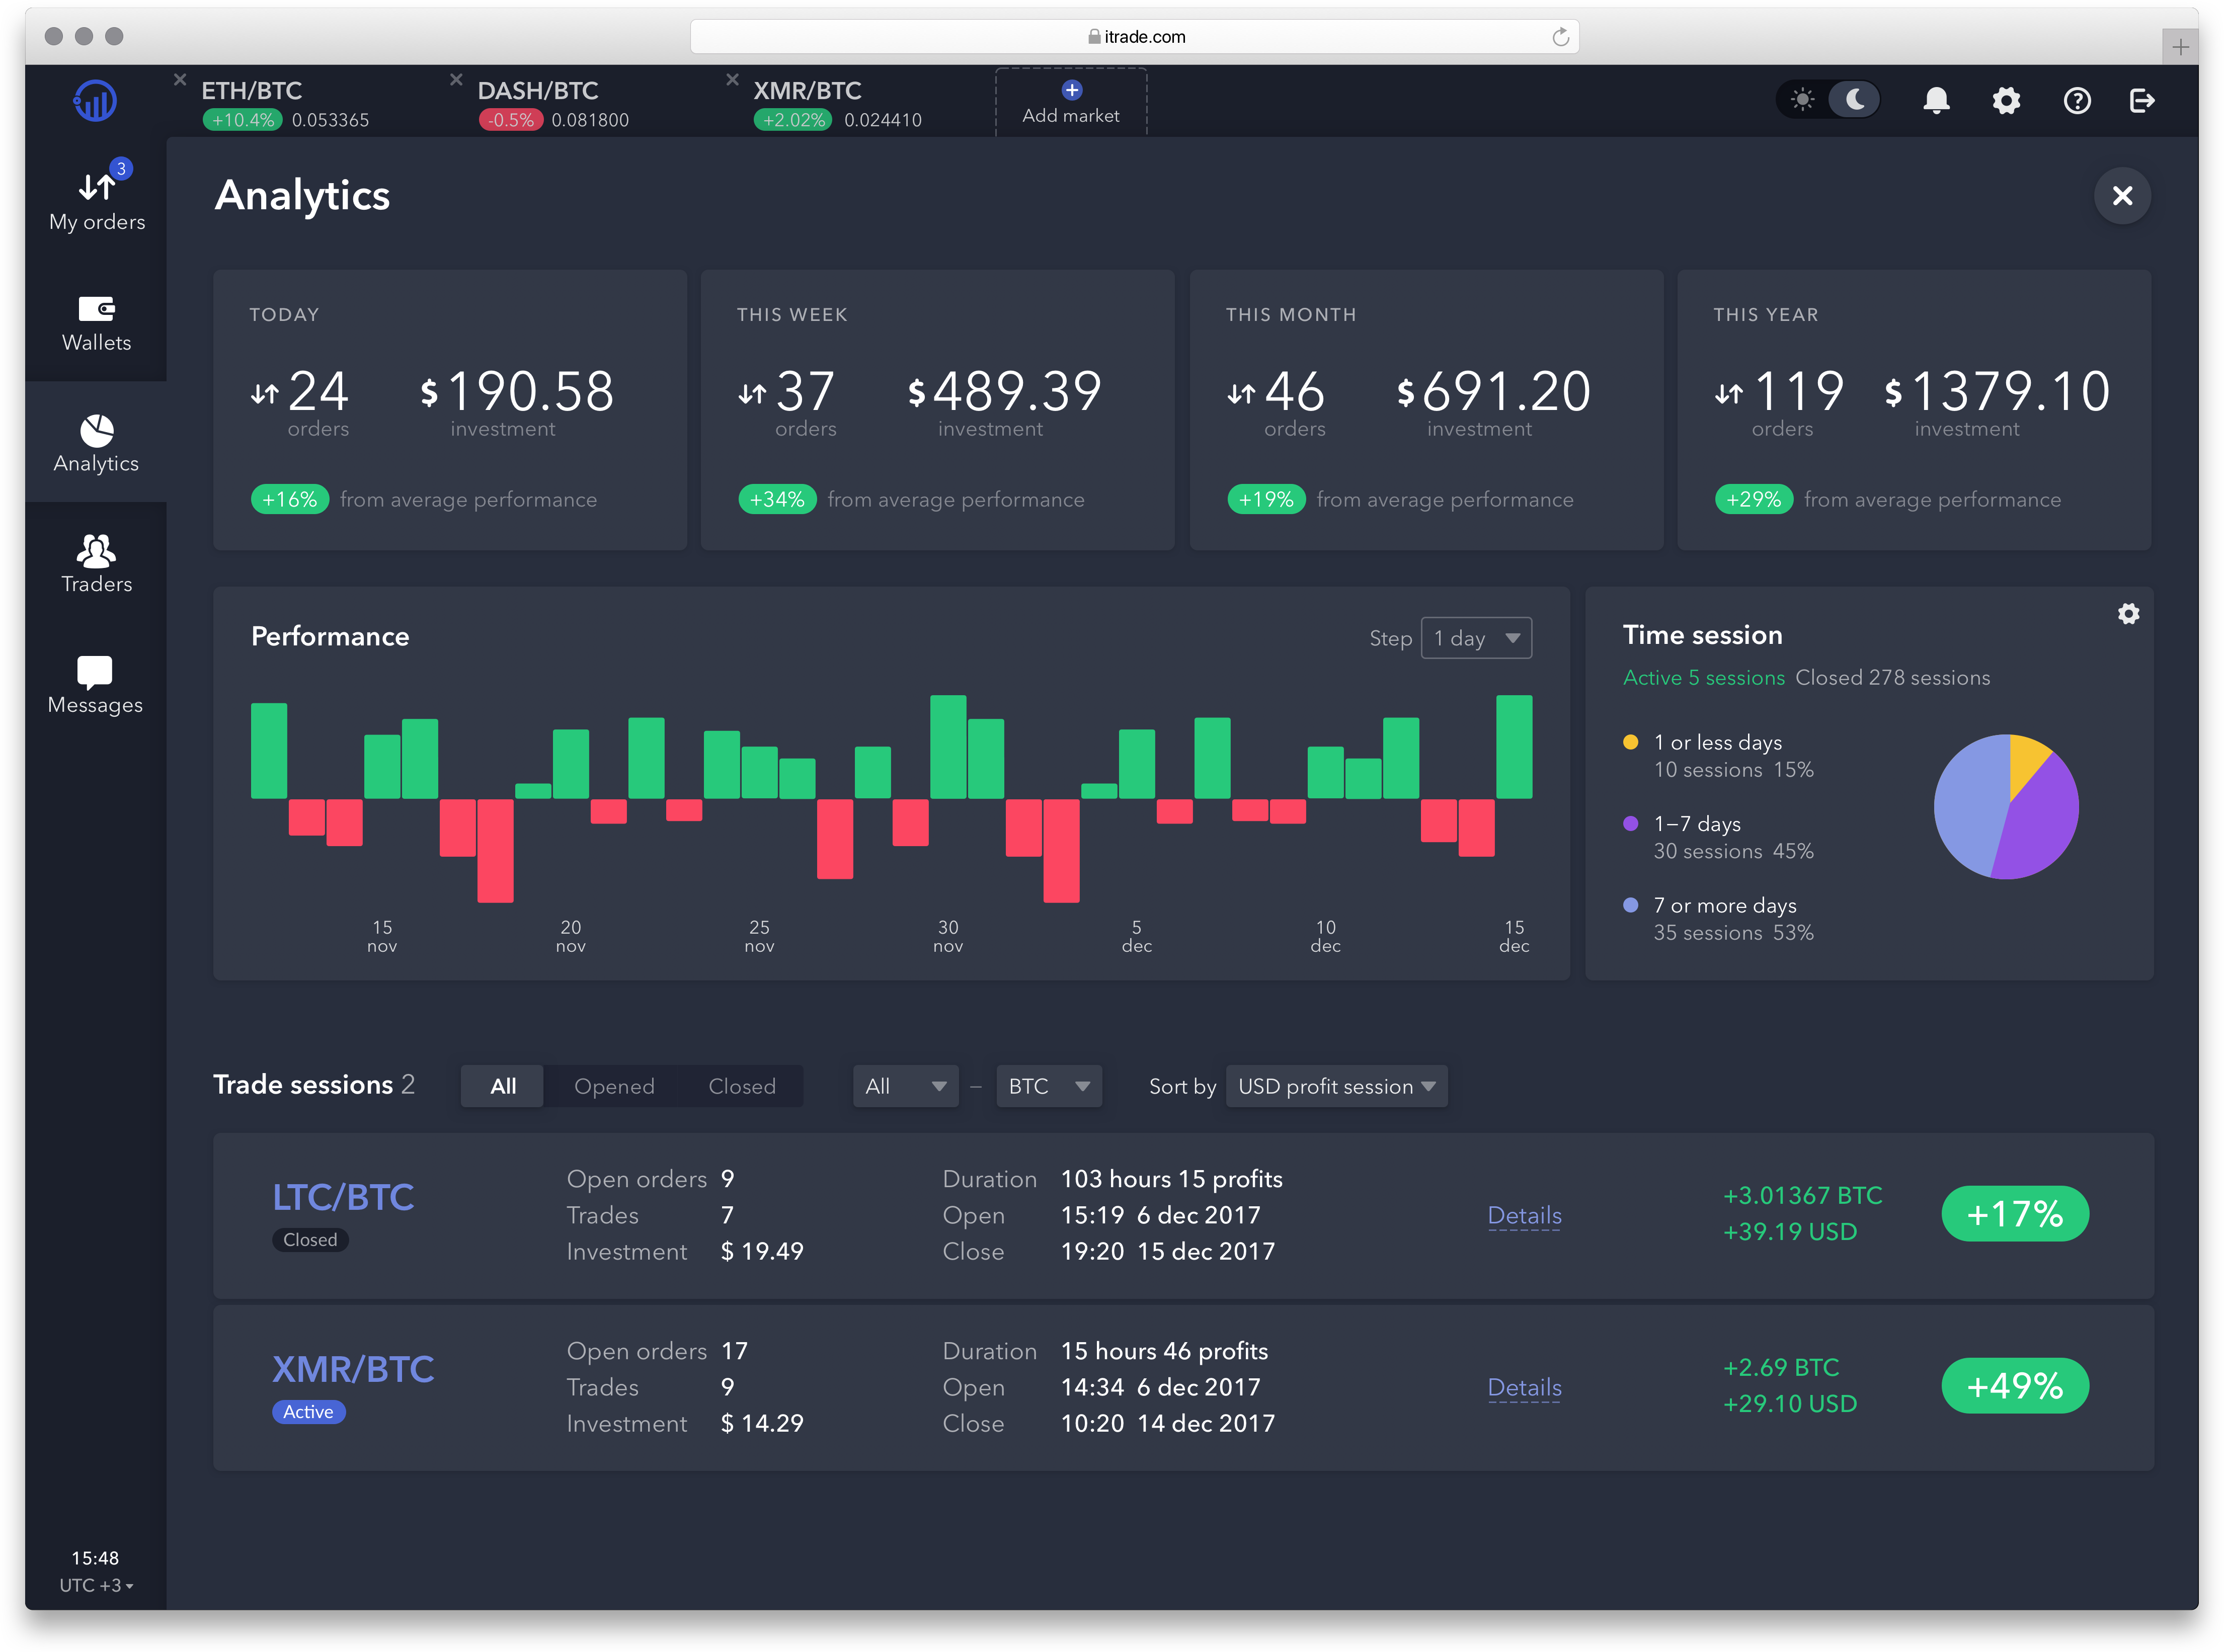 itrade.com
ETH/BTC
+10.4% 0.053365
DASH/BTC
-0.5% 0.081800
XMR/BTC
+2.02% 0.024410
Add market
3
My orders
Wallets
Analytics
Traders
Messages
15:48
UTC +3
Analytics
TODAY
24 $190.58
orders investment
+16% from average performance
THIS WEEK
37 $489.39
orders investment
+34% from average performance
THIS MONTH
46 $691.20
orders investment
+19% from average performance
THIS YEAR
119 $1379.10
orders investment
+29% from average performance
Performance
Step 1 day
15 20 25 30 5 10 15
nov nov nov nov dec dec dec
Time session
Active 5 sessions Closed 278 sessions
1 or less days
10 sessions 15%
1–7 days
30 sessions 45%
7 or more days
35 sessions 53%
Trade sessions 2
All Opened Closed
All – BTC
Sort by USD profit session
LTC/BTC
Closed
Open orders 9
Trades 7
Investment $ 19.49
Duration 103 hours 15 profits
Open 15:19 6 dec 2017
Close 19:20 15 dec 2017
Details
+3.01367 BTC
+39.19 USD
+17%
XMR/BTC
Active
Open orders 17
Trades 9
Investment $ 14.29
Duration 15 hours 46 profits
Open 14:34 6 dec 2017
Close 10:20 14 dec 2017
Details
+2.69 BTC
+29.10 USD
+49%